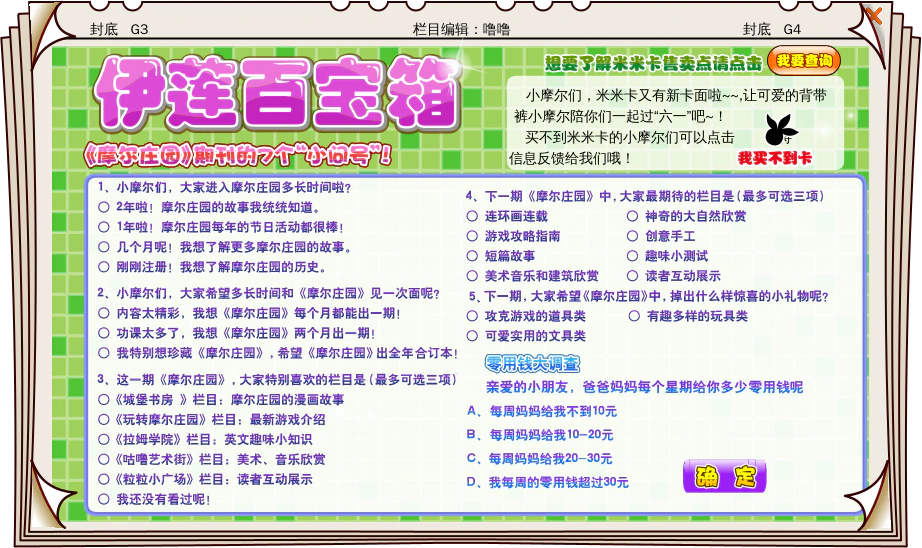 封底 G3
栏目编辑：噜噜
封底 G4
伊莲百宝箱
《摩尔庄园》期刊的7个“小问号”！
想要了解米米卡售卖点请点击
我要查询
小摩尔们，米米卡又有新卡面啦~~,让可爱的背带
裤小摩尔陪你们一起过“六一”吧~！
买不到米米卡的小摩尔们可以点击
信息反馈给我们哦！
我买不到卡
1、小摩尔们，大家进入摩尔庄园多长时间啦？
2年啦！摩尔庄园的故事我统统知道。
1年啦！摩尔庄园每年的节日活动都很棒！
几个月呢！我想了解更多摩尔庄园的故事。
刚刚注册！我想了解摩尔庄园的历史。
2、小摩尔们，大家希望多长时间和《摩尔庄园》见一次面呢？
内容太精彩，我想《摩尔庄园》每个月都能出一期！
功课太多了，我想《摩尔庄园》两个月出一期！
我特别想珍藏《摩尔庄园》,希望《摩尔庄园》出全年合订本！
3、这一期《摩尔庄园》,大家特别喜欢的栏目是（最多可选三项）
《城堡书房 》栏目：摩尔庄园的漫画故事
《玩转摩尔庄园》栏目：最新游戏介绍
《拉姆学院》栏目：英文趣味小知识
《咕噜艺术街》栏目：美术、音乐欣赏
《粒粒小广场》栏目：读者互动展示
我还没有看过呢！
4、下一期《摩尔庄园》中,大家最期待的栏目是（最多可选三项）
连环画连载 神奇的大自然欣赏
游戏攻略指南 创意手工
短篇故事 趣味小测试
美术音乐和建筑欣赏 读者互动展示
5、下一期,大家希望《摩尔庄园》中,掉出什么样惊喜的小礼物呢？
攻克游戏的道具类 有趣多样的玩具类
可爱实用的文具类
零用钱大调查
亲爱的小朋友，爸爸妈妈每个星期给你多少零用钱呢
A、每周妈妈给我不到10元
B、每周妈妈给我10—20元
C、每周妈妈给我20—30元
D、我每周的零用钱超过30元
确 定